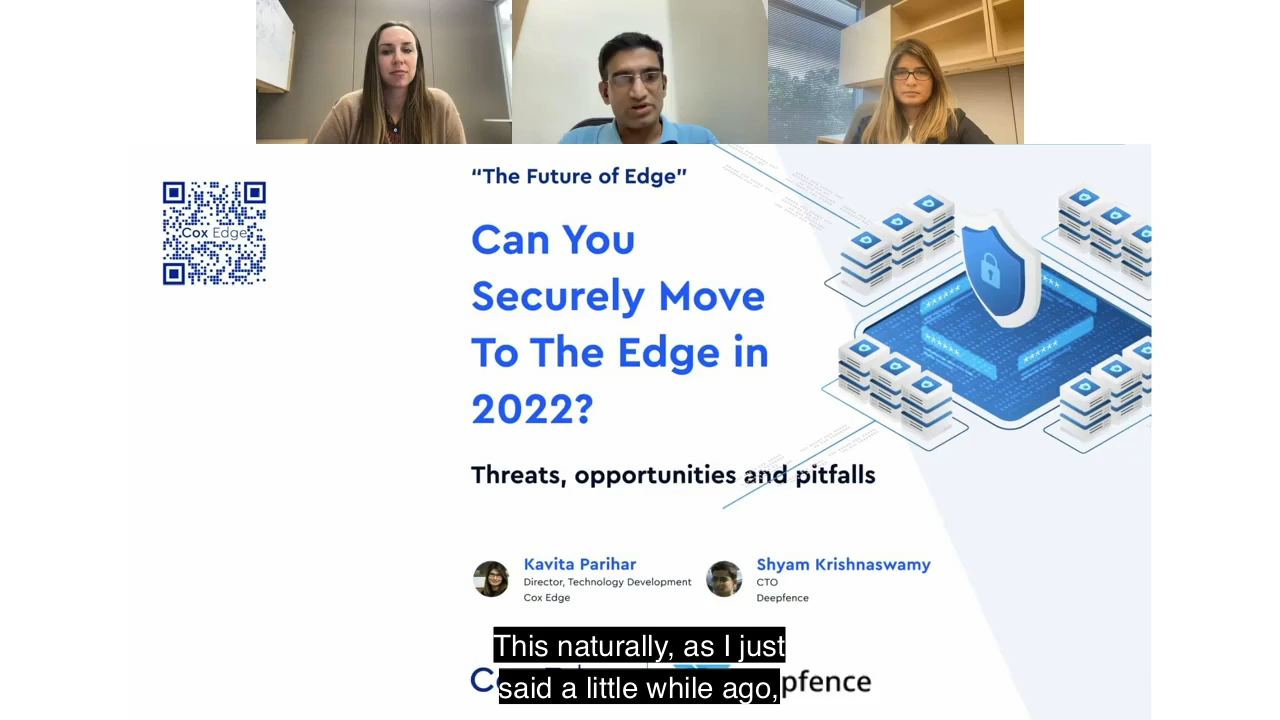 Cox Edge
“The Future of Edge”
Can You
Securely Move
To The Edge in
2022?
Threats, opportunities and pitfalls
Kavita Parihar
Director, Technology Development
Cox Edge
Shyam Krishnaswamy
CTO
Deepfence
This naturally, as I just
said a little while ago,
pfence